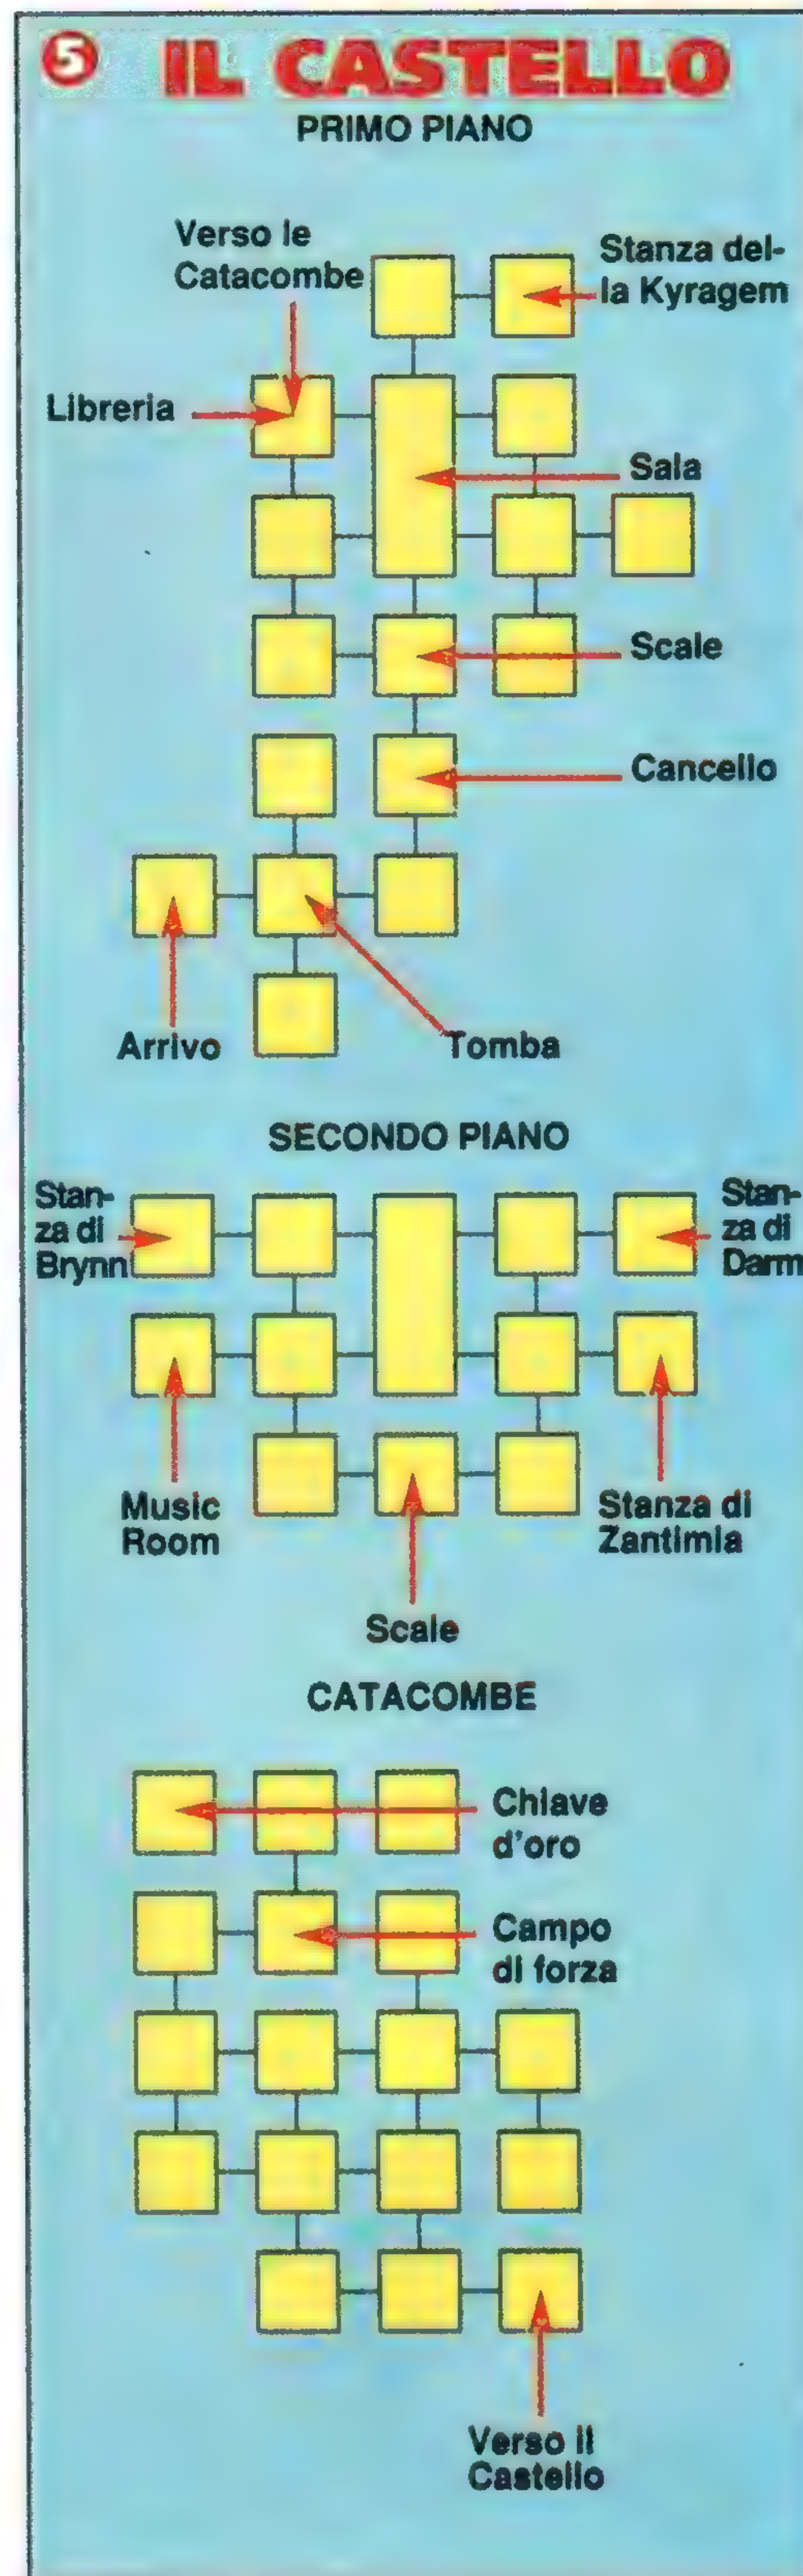 5 IL CASTELLO
PRIMO PIANO
Verso le
Catacombe
Stanza del-
la Kyragem
Libreria
Sala
Scale
Cancello
Arrivo
Tomba
SECONDO PIANO
Stan-
za di
Brynn
Stan-
za di
Darm
Music
Room
Stanza di
Zantimia
Scale
CATACOMBE
Chiave
d'oro
Campo
di forza
Verso il
Castello